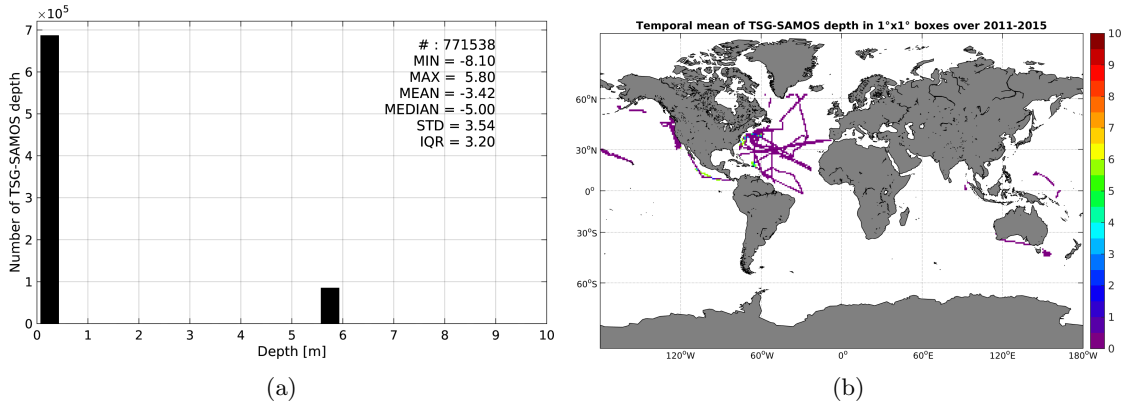 ×10⁵
7
6
5
4
3
2
1
0
Number of TSG-SAMOS depth
# : 771538
MIN = -8.10
MAX = 5.80
MEAN = -3.42
MEDIAN = -5.00
STD = 3.54
IQR = 3.20
0 1 2 3 4 5 6 7 8 9 10
Depth [m]
(a)
Temporal mean of TSG-SAMOS depth in 1°x1° boxes over 2011-2015
60°N
30°N
0°
30°S
60°S
120°W 60°W 0° 60°E 120°E 180°W
10
9
8
7
6
5
4
3
2
1
0
(b)